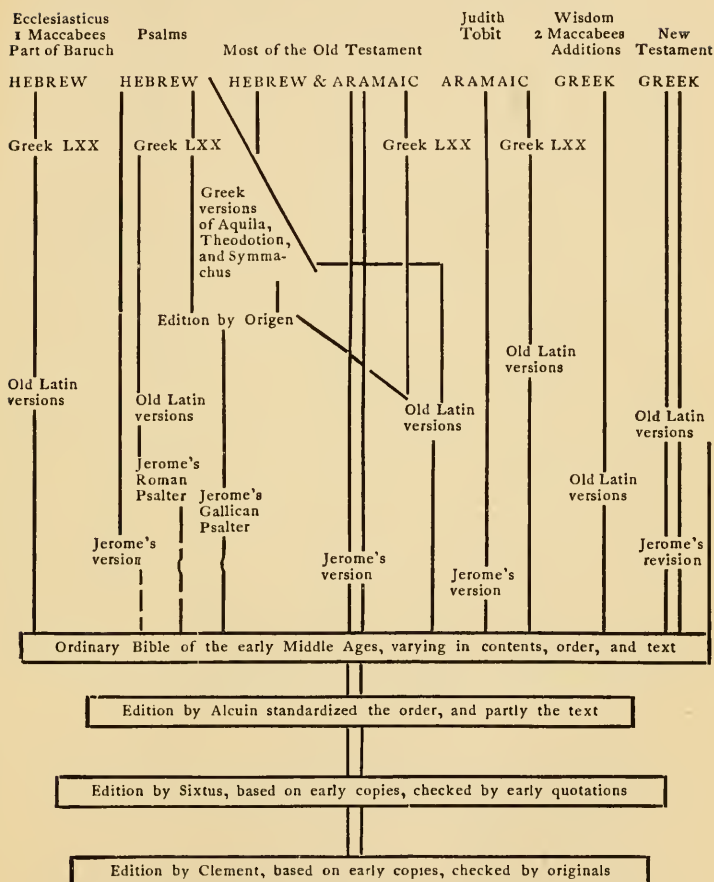 Ecclesiasticus
1 Maccabees
Part of Baruch
Psalms
Most of the Old Testament
Judith
Tobit
Wisdom
2 Maccabees
Additions
New
Testament
HEBREW
HEBREW
HEBREW & ARAMAIC
ARAMAIC
GREEK
GREEK
Greek LXX
Greek LXX
Greek LXX
Greek LXX
Greek
versions
of Aquila,
Theodotion,
and Symma-
chus
Edition by Origen
Old Latin
versions
Old Latin
versions
Old Latin
versions
Old Latin
versions
Old Latin
versions
Old Latin
versions
Jerome's
Roman
Psalter
Jerome's
Gallican
Psalter
Jerome's
version
Jerome's
version
Jerome's
version
Jerome's
revision
Ordinary Bible of the early Middle Ages, varying in contents, order, and text
Edition by Alcuin standardized the order, and partly the text
Edition by Sixtus, based on early copies, checked by early quotations
Edition by Clement, based on early copies, checked by originals